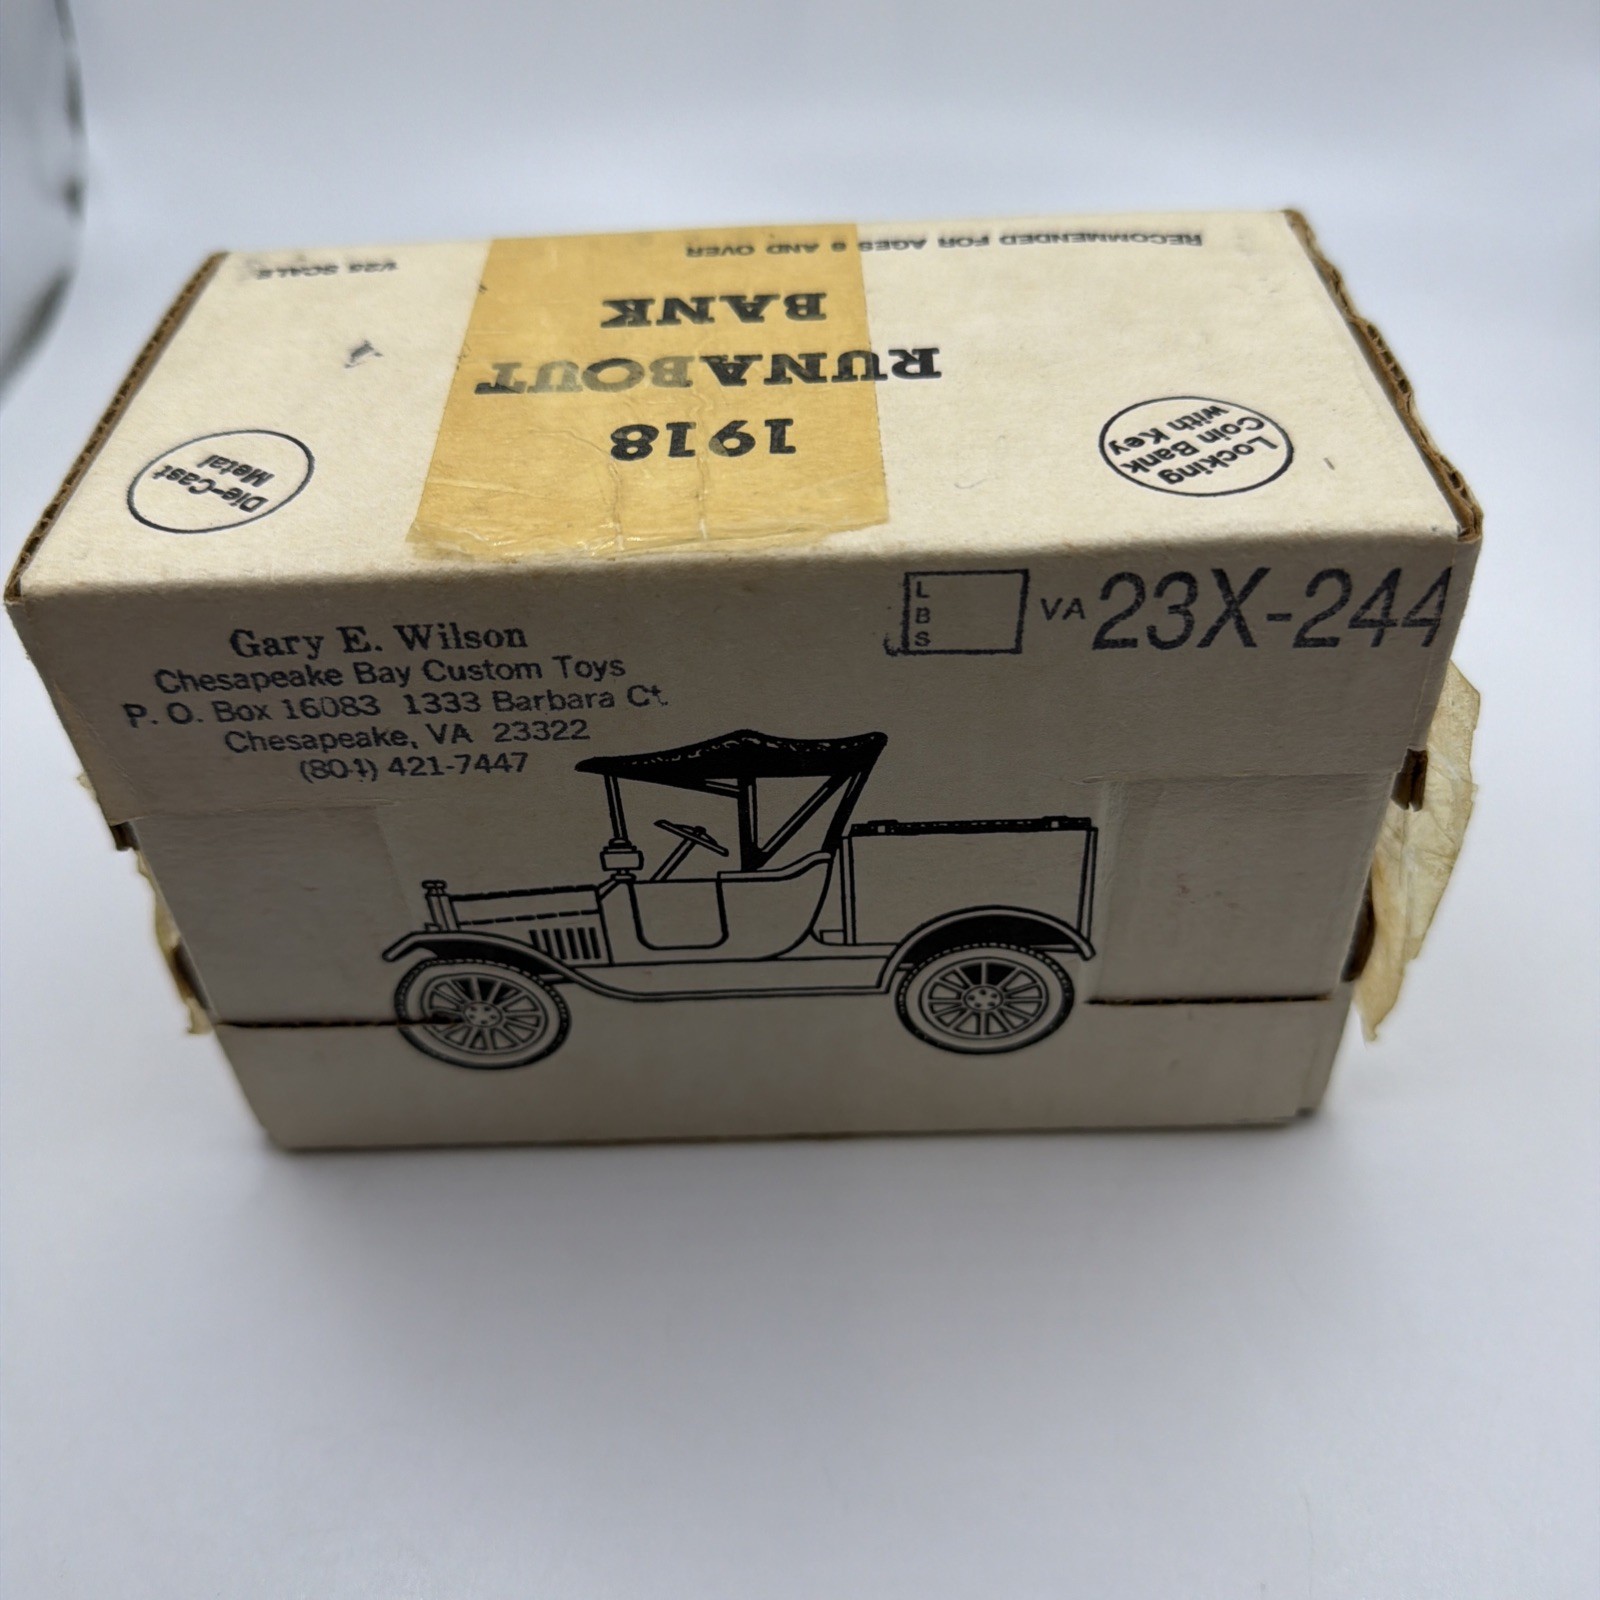 RECOMMENDED FOR AGES 8 AND OVER
1/25 SCALE
1918
RUNABOUT
BANK
Locking
Coin Bank
with Key
Die-Cast
Metal
Gary E. Wilson
Chesapeake Bay Custom Toys
P. O. Box 16083 1333 Barbara Ct.
Chesapeake, VA 23322
(804) 421-7447
L
B
S
VA 23X-244